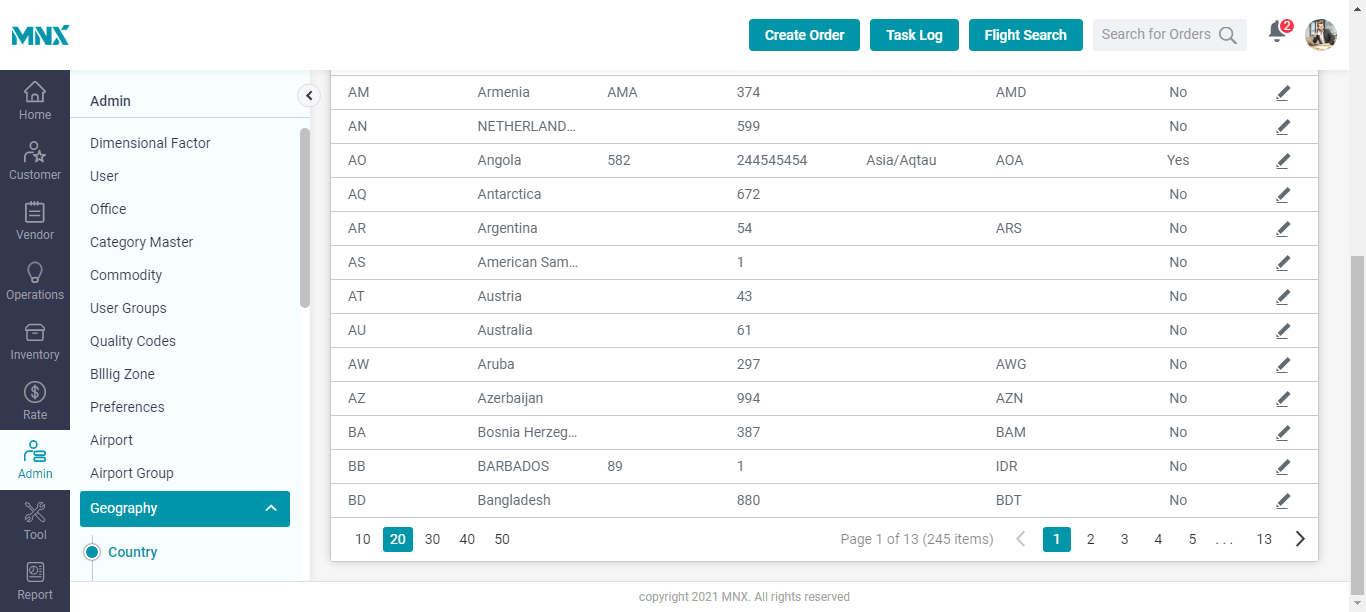 MNX
Create Order Task Log Flight Search Search for Orders 2
Home
Customer
Vendor
Operations
Inventory
Rate
Admin
Tool
Report
Admin
Dimensional Factor
User
Office
Category Master
Commodity
User Groups
Quality Codes
Blllig Zone
Preferences
Airport
Airport Group
Geography
Country
AM Armenia AMA 374 AMD No
AN NETHERLAND... 599 No
AO Angola 582 244545454 Asia/Aqtau AOA Yes
AQ Antarctica 672 No
AR Argentina 54 ARS No
AS American Sam... 1 No
AT Austria 43 No
AU Australia 61 No
AW Aruba 297 AWG No
AZ Azerbaijan 994 AZN No
BA Bosnia Herzeg... 387 BAM No
BB BARBADOS 89 1 IDR No
BD Bangladesh 880 BDT No
10 20 30 40 50 Page 1 of 13 (245 items) 1 2 3 4 5 ... 13
copyright 2021 MNX. All rights reserved